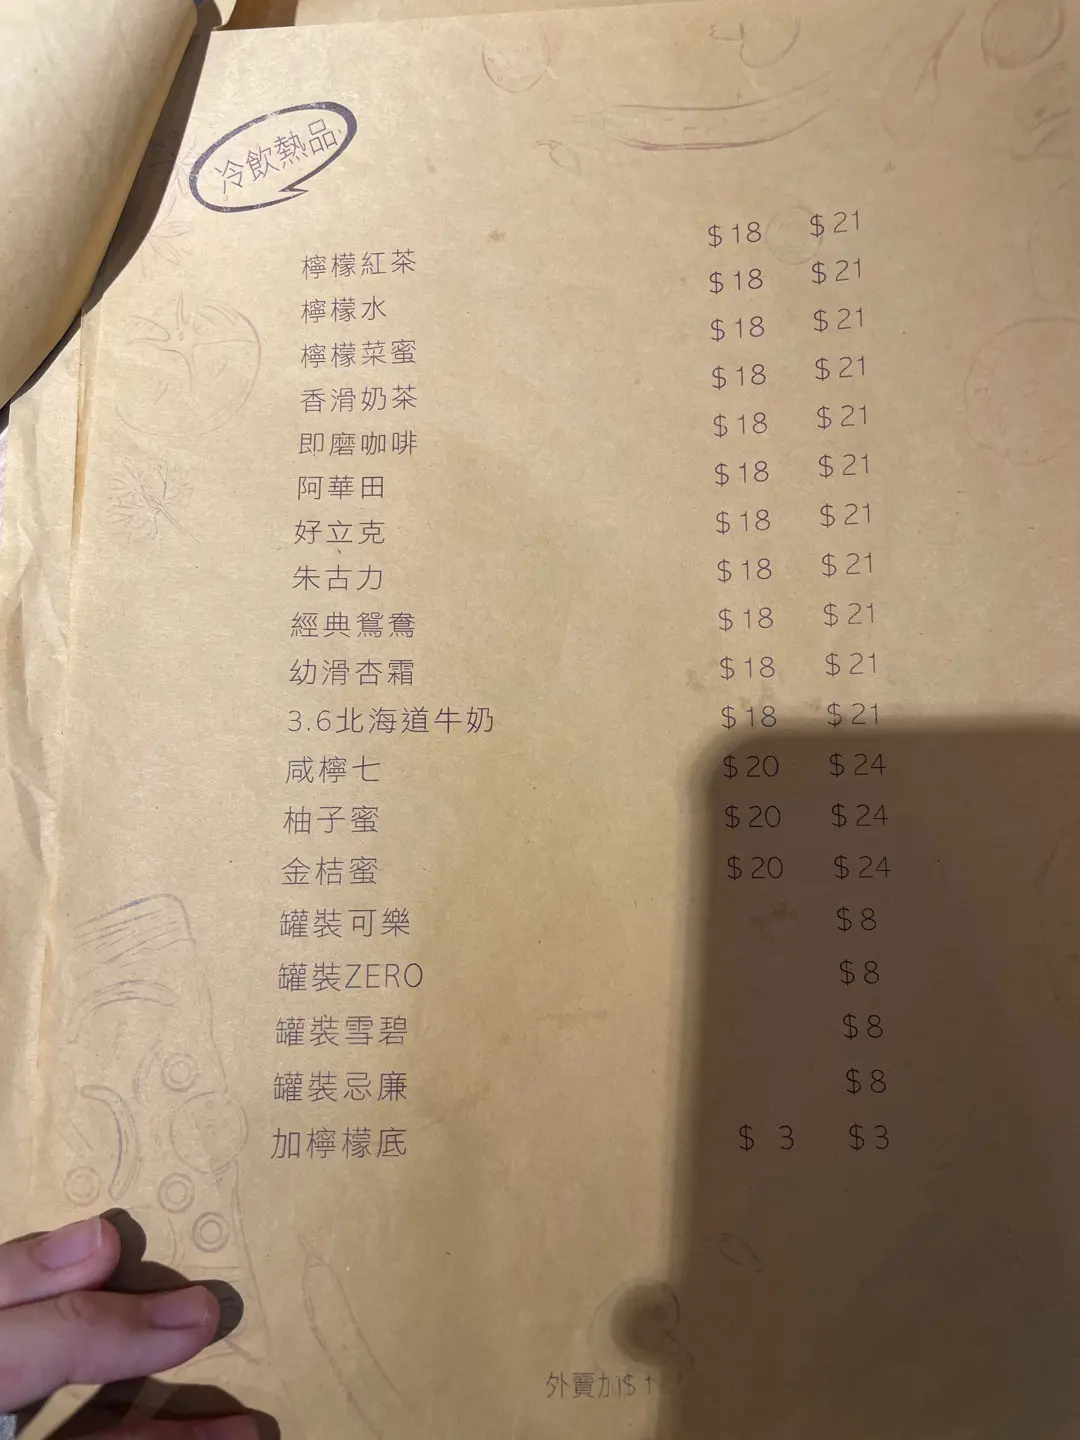 冷飲熱品
檸檬紅茶 $18 $21
檸檬水 $18 $21
檸檬菜蜜 $18 $21
香滑奶茶 $18 $21
即磨咖啡 $18 $21
阿華田 $18 $21
好立克 $18 $21
朱古力 $18 $21
經典鴛鴦 $18 $21
幼滑杏霜 $18 $21
3.6北海道牛奶 $18 $21
咸檸七 $20 $24
柚子蜜 $20 $24
金桔蜜 $20 $24
罐裝可樂 $8
罐裝ZERO $8
罐裝雪碧 $8
罐裝忌廉 $8
加檸檬底 $ 3 $3
外賣加$1